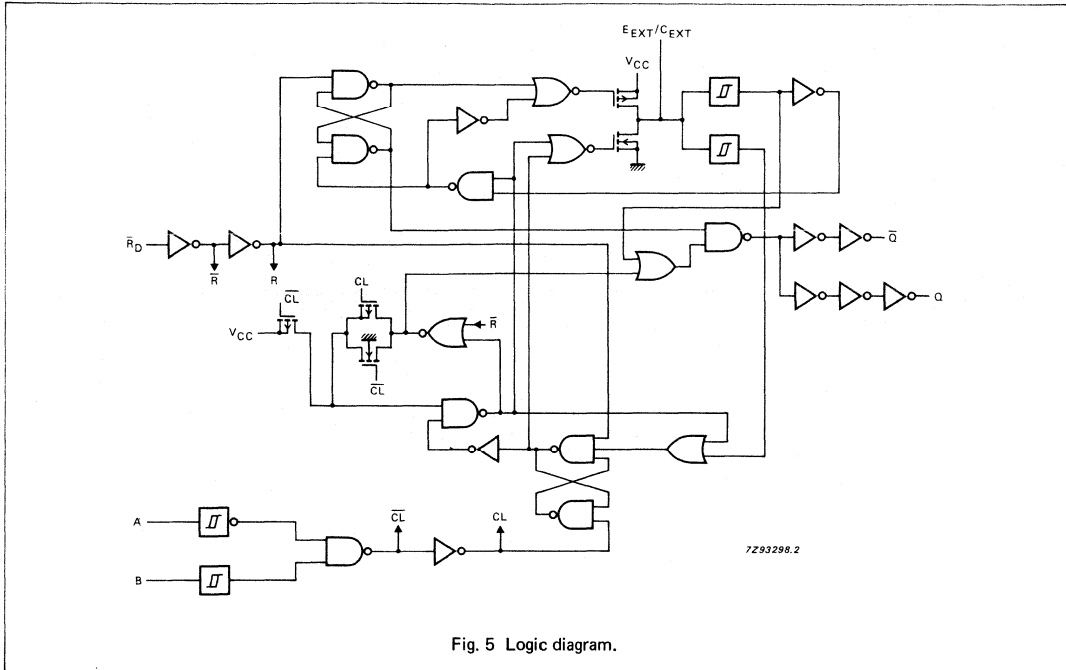 E_EXT/C_EXT
V_CC
R̅_D
R̅
R
Q̅
Q
CL
C̅L̅
V_CC
R̅
C̅L̅
A
B
C̅L̅
CL
7Z93298.2
Fig. 5 Logic diagram.